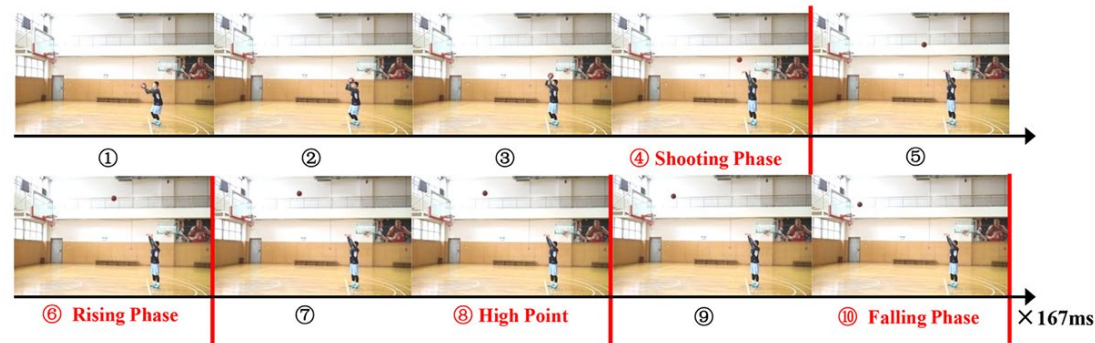 ① ② ③ ④ Shooting Phase ⑤
⑥ Rising Phase ⑦ ⑧ High Point ⑨ ⑩ Falling Phase ×167ms